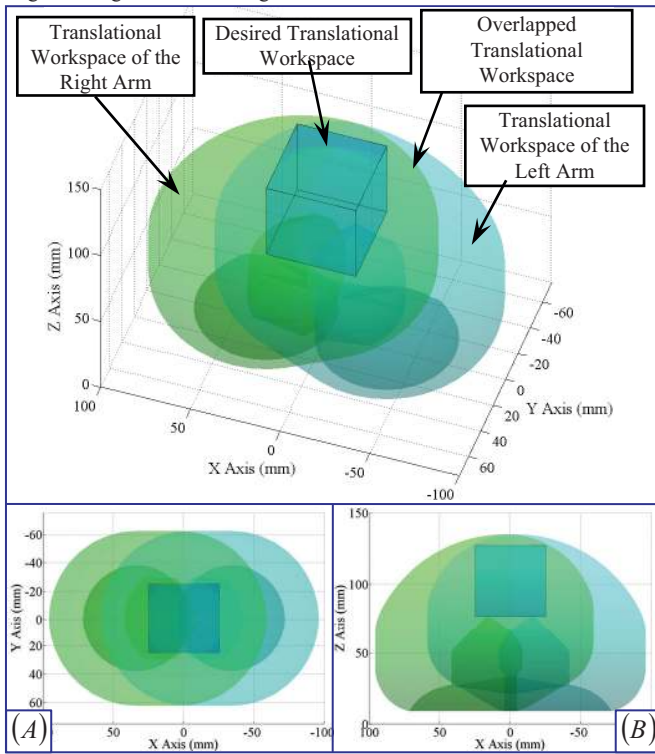 Translational
Workspace of the
Right Arm
Desired Translational
Workspace
Overlapped
Translational
Workspace
Translational
Workspace of the
Left Arm
150
100
50
0
Z Axis (mm)
100
50
0
-50
-100
X Axis (mm)
-60
-40
-20
0
20
40
60
Y Axis (mm)
-60
-40
-20
0
20
40
60
Y Axis (mm)
50
0
-50
-100
X Axis (mm)
(A)
150
100
50
0
Z Axis (mm)
100
50
0
-50
X Axis (mm)
(B)